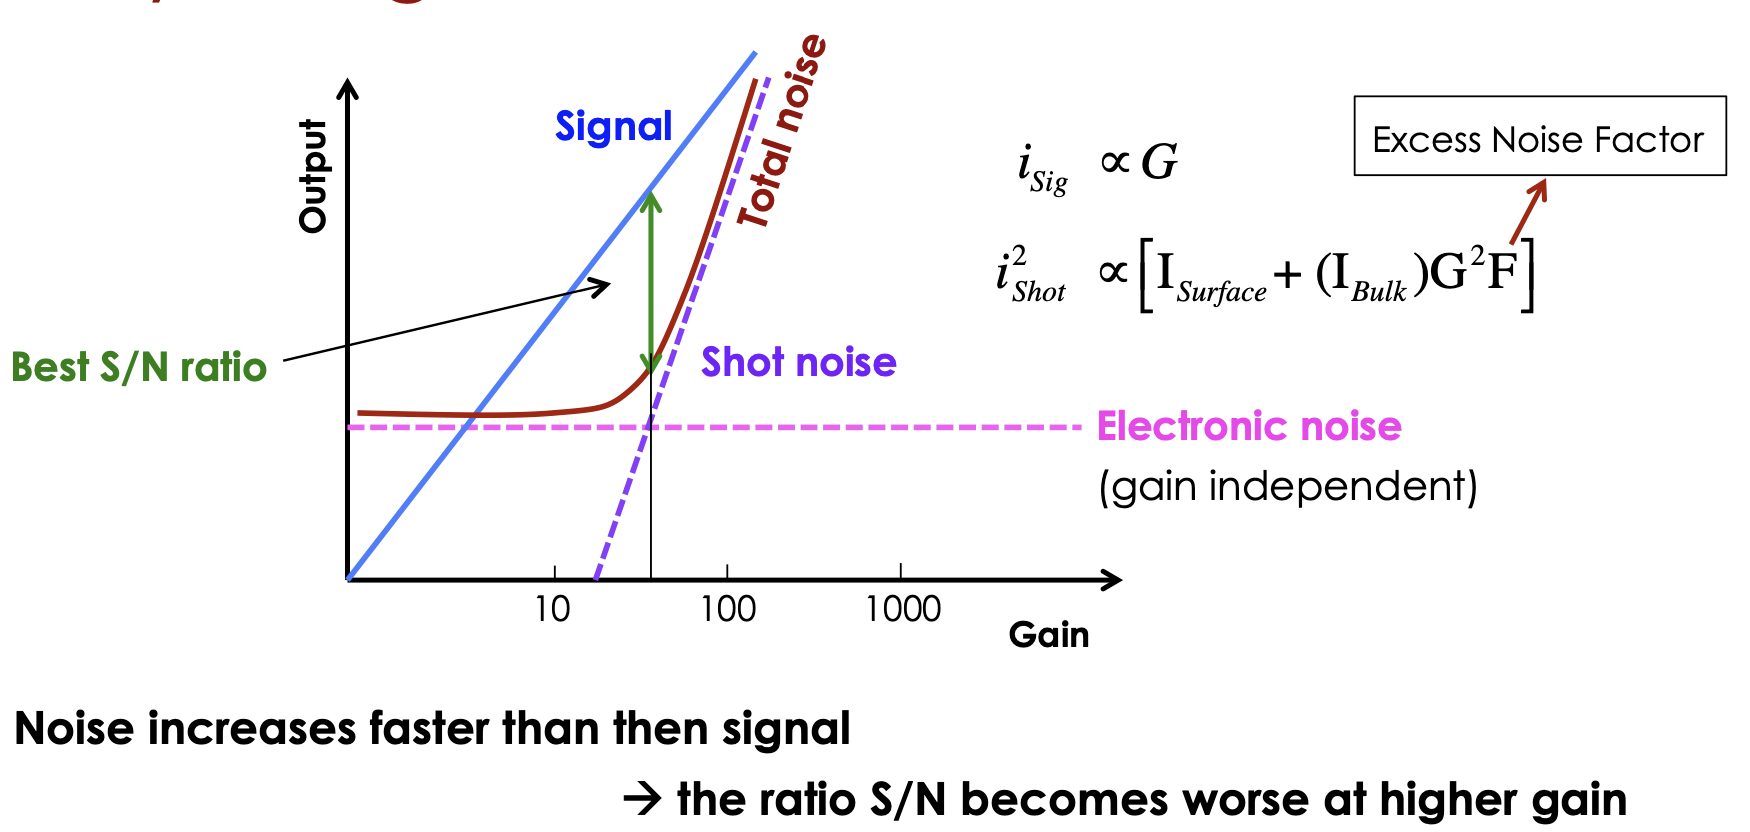 Output
Signal
Total noise
Best S/N ratio
Shot noise
Electronic noise
(gain independent)
10 100 1000
Gain
i_Sig ∝ G
Excess Noise Factor
i²_Shot ∝ [I_Surface + (I_Bulk)G²F]
Noise increases faster than then signal
→ the ratio S/N becomes worse at higher gain